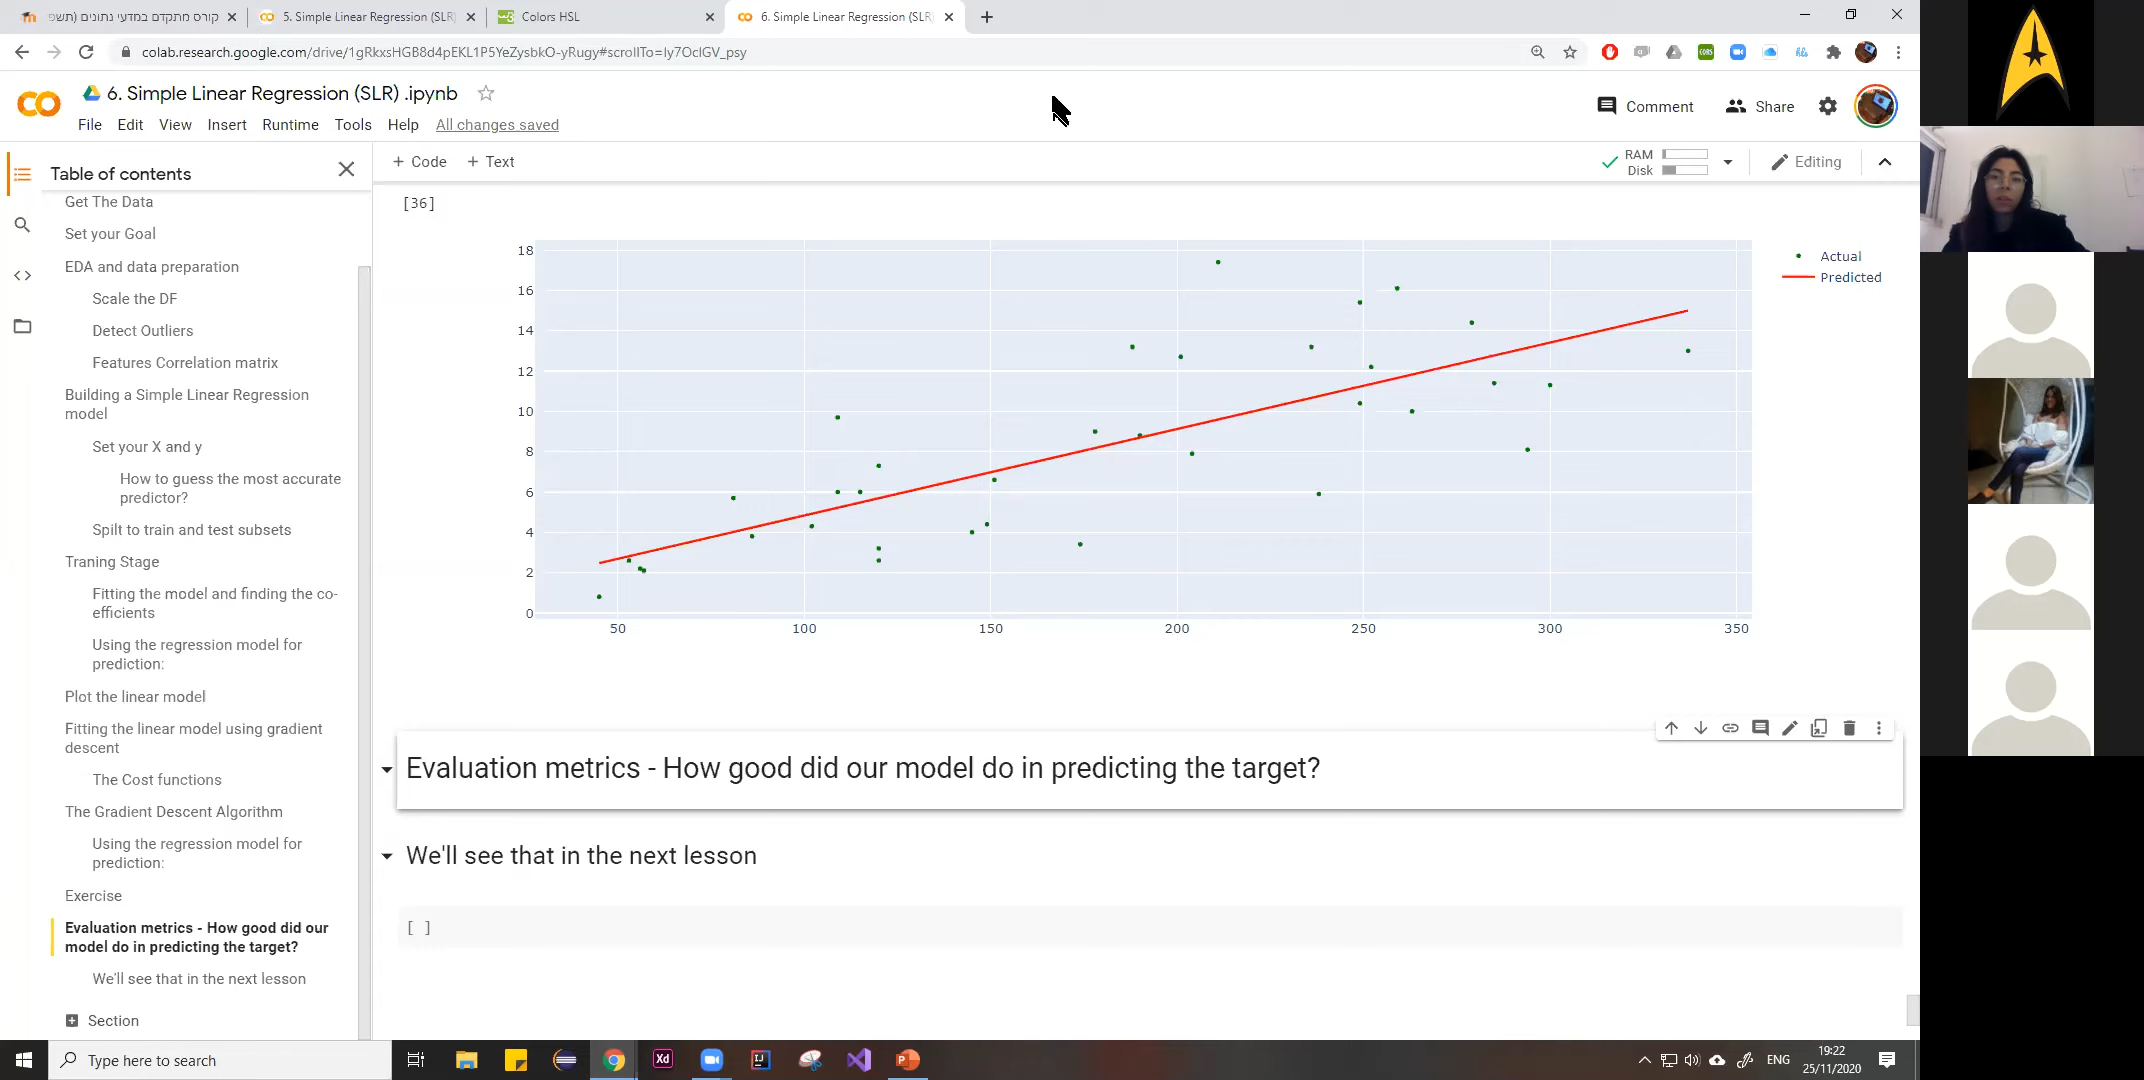 קורס מתקדם במדעי נתונים (תשפ
5. Simple Linear Regression (SLR)
Colors HSL
6. Simple Linear Regression (SLR)
colab.research.google.com/drive/1gRkxsHGB8d4pEKL1P5YeZysbkO-yRugy#scrollTo=Iy7OclGV_psy
6. Simple Linear Regression (SLR) .ipynb
File Edit View Insert Runtime Tools Help All changes saved
Comment Share
Table of contents
+ Code + Text
RAM
Disk
Editing
Get The Data
Set your Goal
EDA and data preparation
Scale the DF
Detect Outliers
Features Correlation matrix
Building a Simple Linear Regression
model
Set your X and y
How to guess the most accurate
predictor?
Spilt to train and test subsets
Traning Stage
Fitting the model and finding the co-
efficients
Using the regression model for
prediction:
Plot the linear model
Fitting the linear model using gradient
descent
The Cost functions
The Gradient Descent Algorithm
Using the regression model for
prediction:
Exercise
Evaluation metrics - How good did our
model do in predicting the target?
We'll see that in the next lesson
Section
[36]
18
16
14
12
10
8
6
4
2
0
50 100 150 200 250 300 350
Actual
Predicted
Evaluation metrics - How good did our model do in predicting the target?
We'll see that in the next lesson
[ ]
Type here to search
Xd
IJ
ENG
19:22
25/11/2020